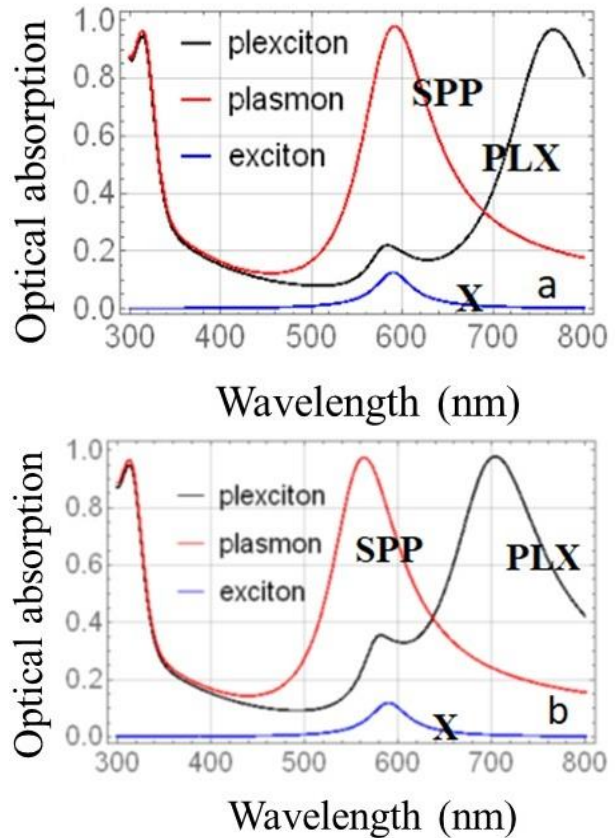 Optical absorption
1.0
0.8
0.6
0.4
0.2
0.0
plexciton
plasmon
exciton
SPP
PLX
X
a
300 400 500 600 700 800
Wavelength (nm)
Optical absorption
1.0
0.8
0.6
0.4
0.2
0.0
plexciton
plasmon
exciton
SPP
PLX
X
b
300 400 500 600 700 800
Wavelength (nm)